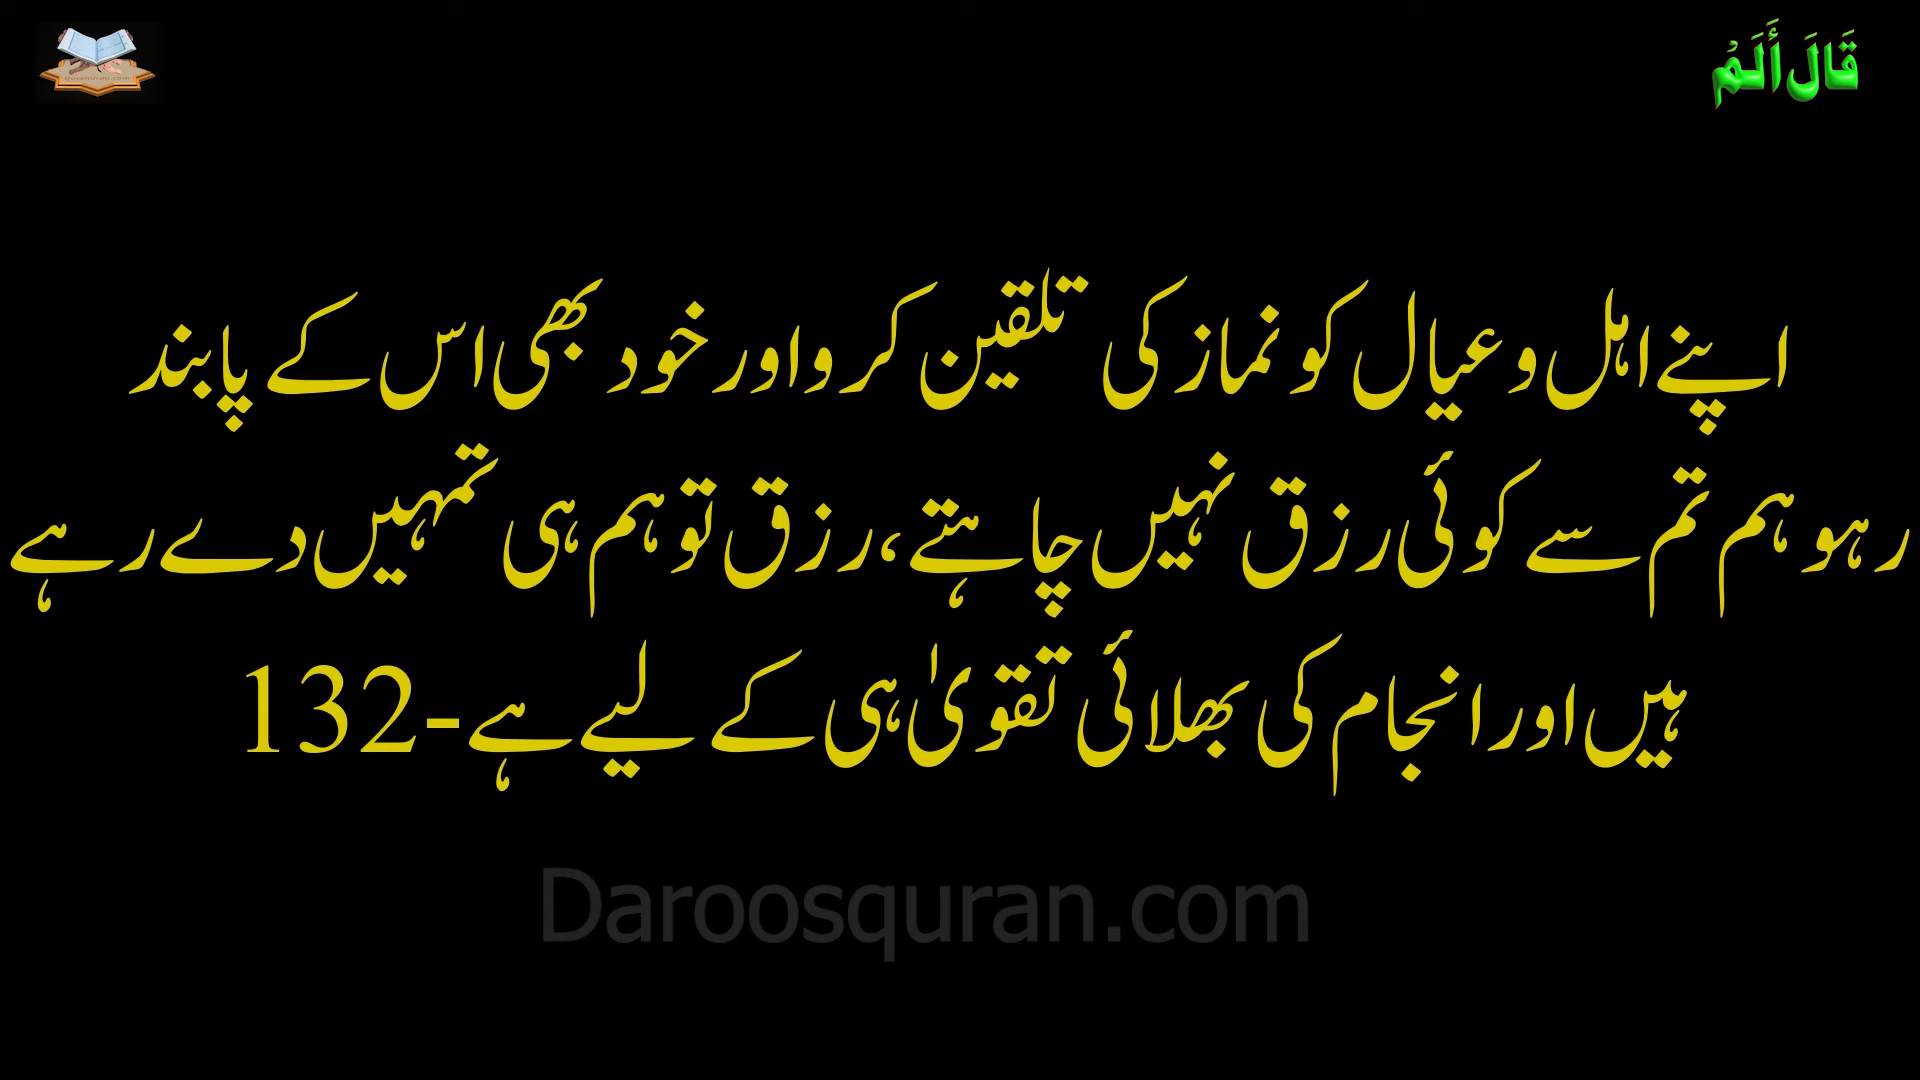 قَالَ أَلَمْ
اپنے اہل و عیال کو نماز کی تلقین کرو اور خود بھی اس کے پابند
رہو ہم تم سے کوئی رزق نہیں چاہتے، رزق تو ہم ہی تمہیں دے رہے
ہیں اور انجام کی بھلائی تقویٰ ہی کے لیے ہے-132
Daroosquran.com